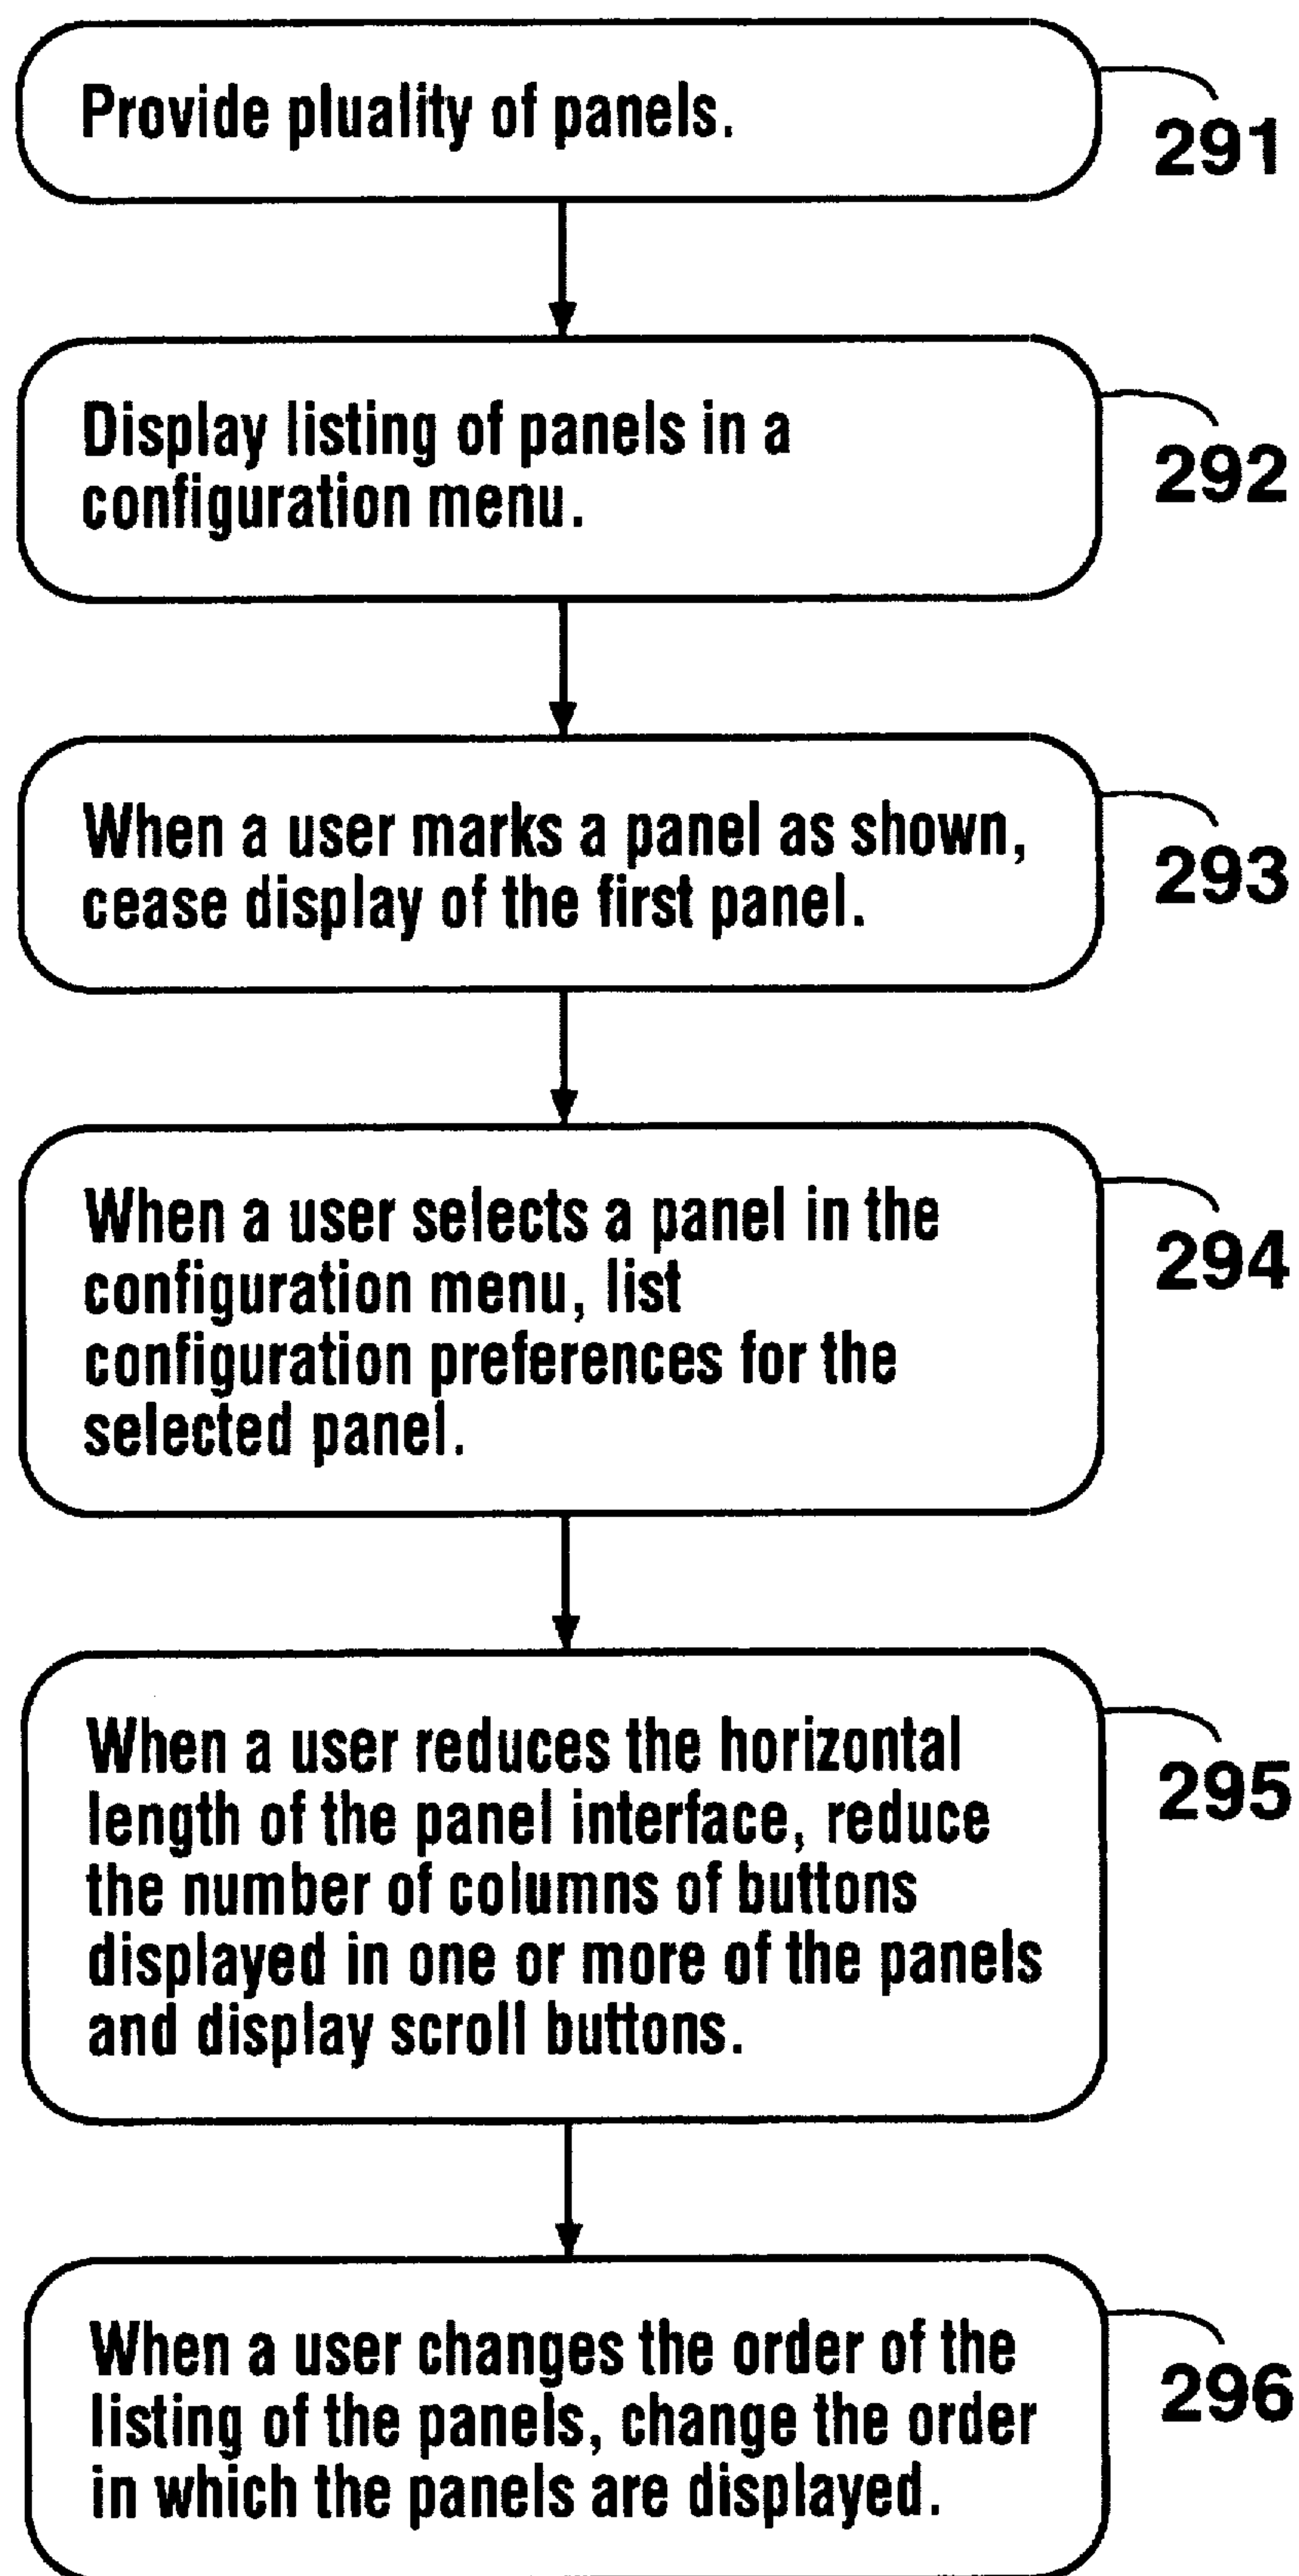 Provide pluality of panels.
291
Display listing of panels in a
configuration menu.
292
When a user marks a panel as shown,
cease display of the first panel.
293
When a user selects a panel in the
configuration menu, list
configuration preferences for the
selected panel.
294
When a user reduces the horizontal
length of the panel interface, reduce
the number of columns of buttons
displayed in one or more of the panels
and display scroll buttons.
295
When a user changes the order of the
listing of the panels, change the order
in which the panels are displayed.
296